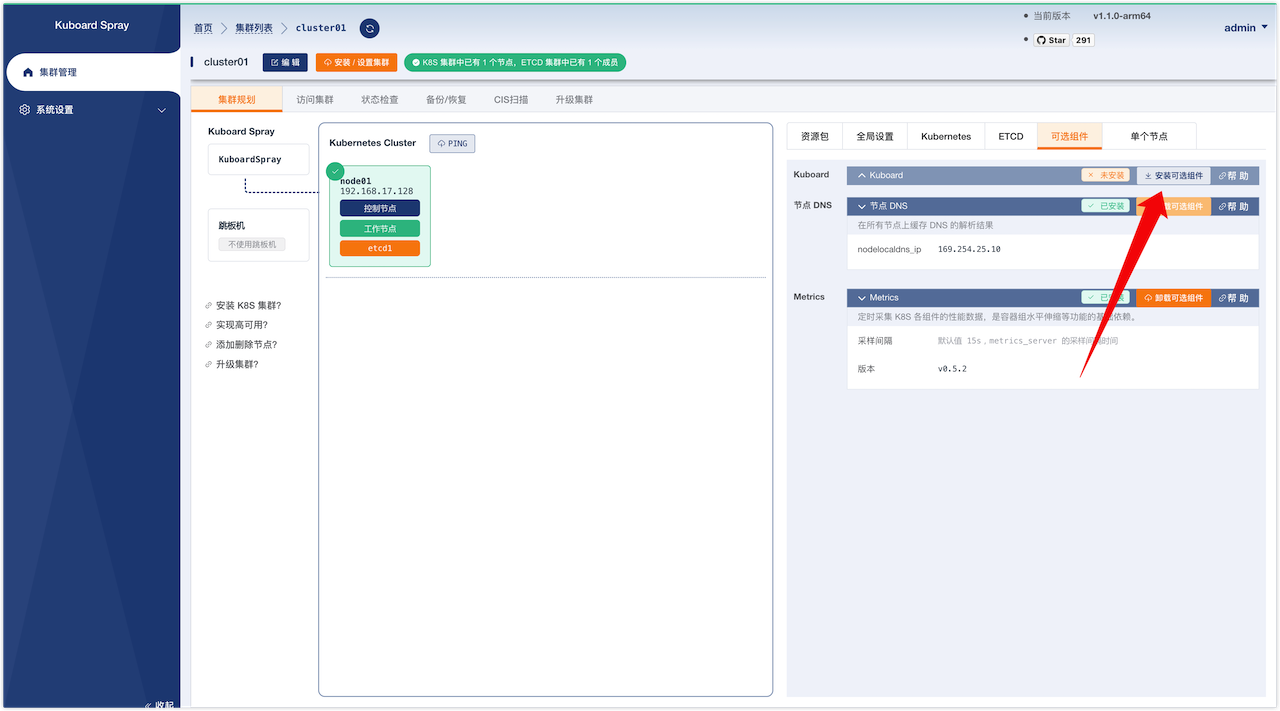 Kuboard Spray
集群管理
系统设置
收起
首页
集群列表
cluster01
当前版本 v1.1.0-arm64
Star 291
admin
cluster01
编 辑
安装 / 设置集群
K8S 集群中已有 1 个节点，ETCD 集群中已有 1 个成员
集群规划
访问集群
状态检查
备份/恢复
CIS扫描
升级集群
Kuboard Spray
KuboardSpray
跳板机
不使用跳板机
安装 K8S 集群?
实现高可用?
添加删除节点?
升级集群?
Kubernetes Cluster
PING
node01
192.168.17.128
控制节点
工作节点
etcd1
资源包
全局设置
Kubernetes
ETCD
可选组件
单个节点
Kuboard
Kuboard
未安装
安装可选组件
帮 助
节点 DNS
节点 DNS
已安装
载可选组件
帮 助
在所有节点上缓存 DNS 的解析结果
nodelocaldns_ip 169.254.25.10
Metrics
Metrics
已
卸载可选组件
帮 助
定时采集 K8S 各组件的性能数据，是容器组水平伸缩等功能的基础依赖。
采样间隔 默认值 15s，metrics_server 的采样间隔时间
版本 v0.5.2